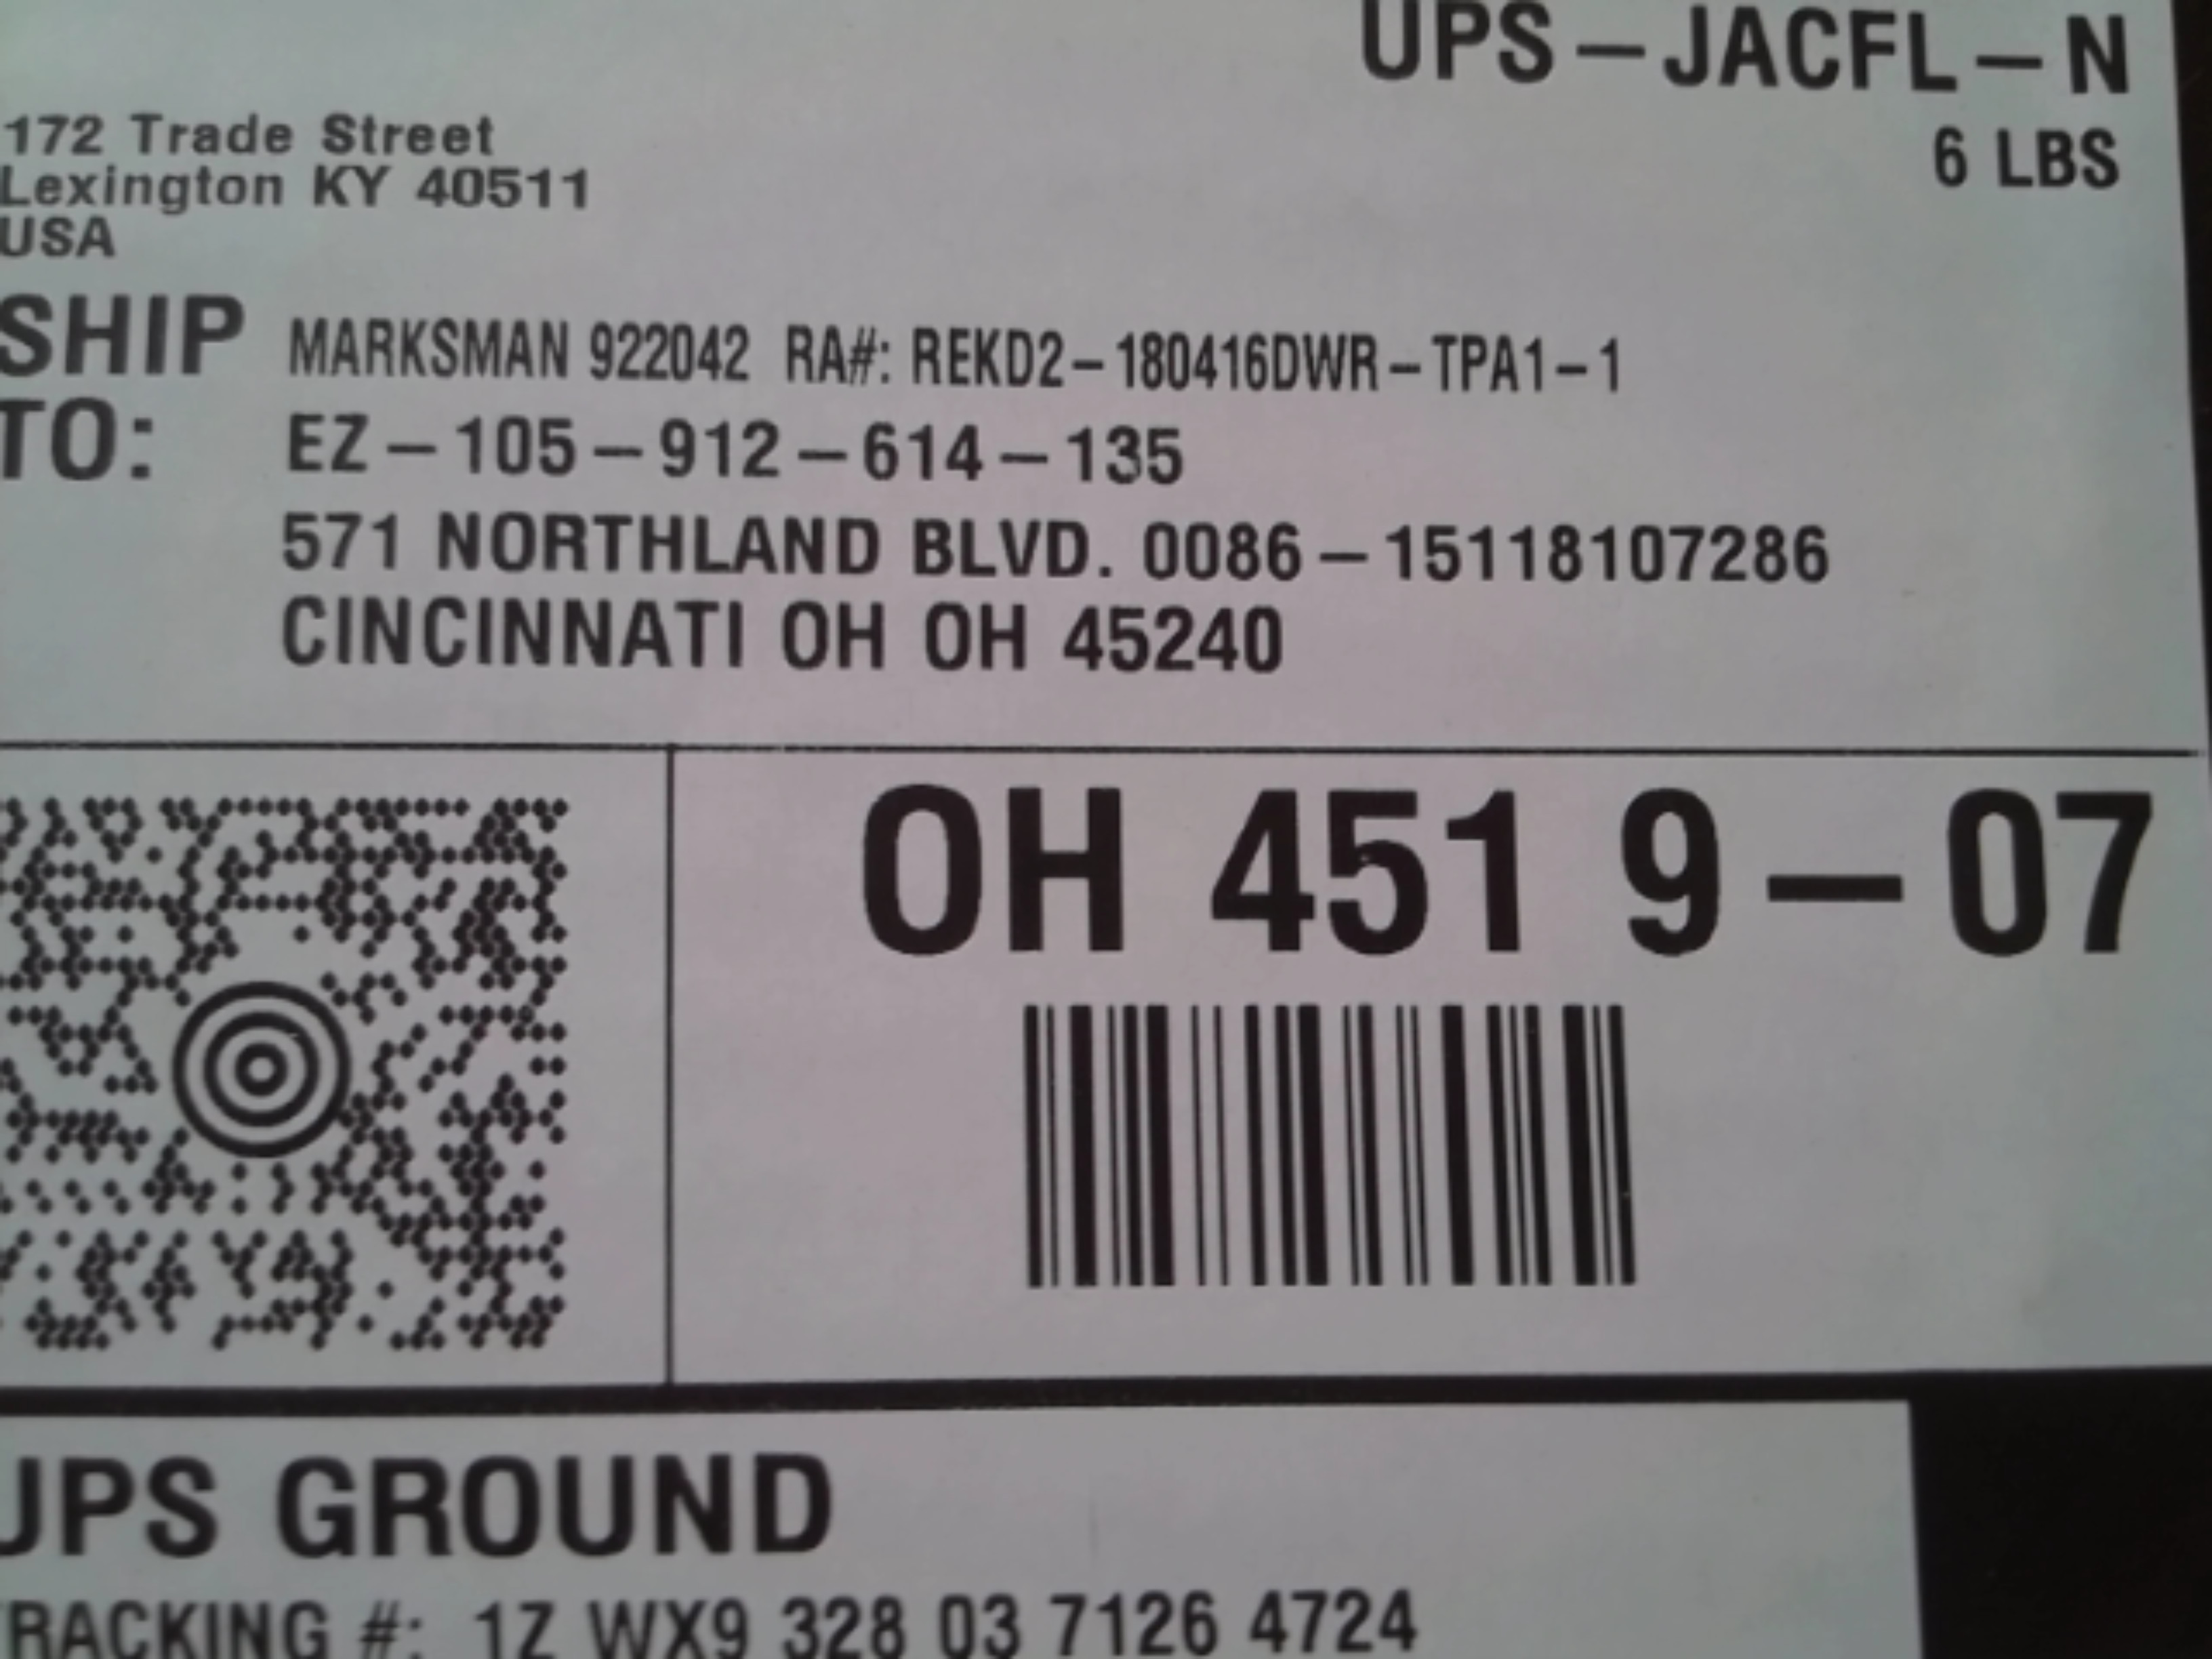 UPS-JACFL-N
6 LBS
172 Trade Street
Lexington KY 40511
USA
SHIP TO:
MARKSMAN 922042 RA#: REKD2-180416DWR-TPA1-1
EZ-105-912-614-135
571 NORTHLAND BLVD. 0086-15118107286
CINCINNATI OH OH 45240
OH 451 9-07
UPS GROUND
TRACKING #: 1Z WX9 328 03 7126 4724